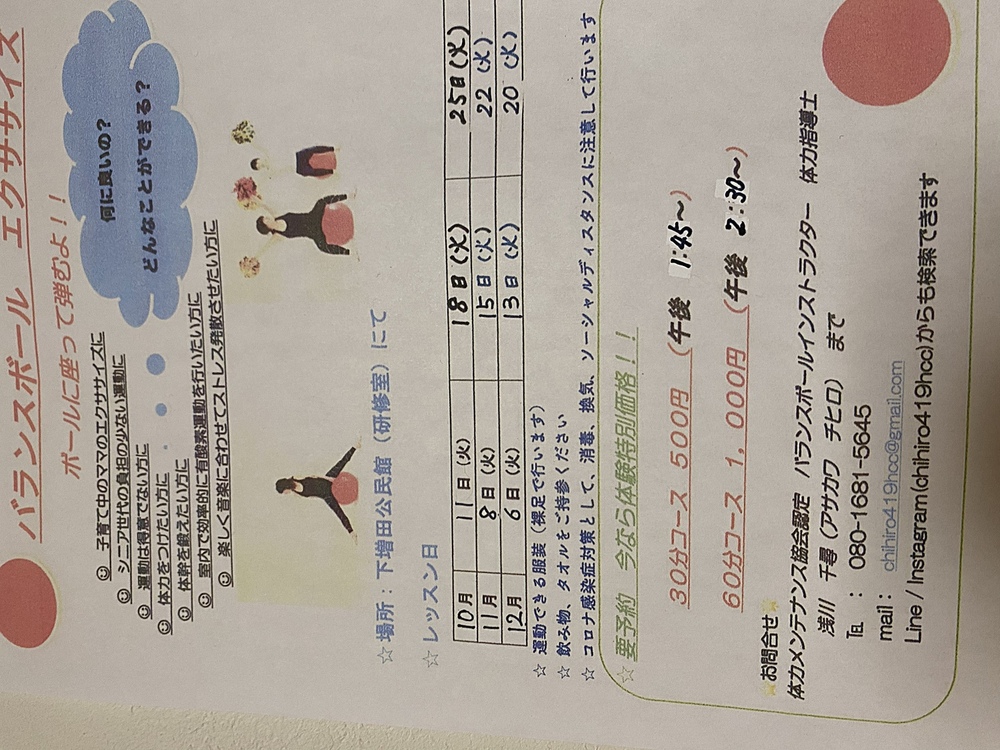 バランスボール エクササイズ
ボールに座って弾むよ!!
何に良いの?
どんなことができる?
☺ 子育て中のママのエクササイズに
☺ シニア世代の負担の少ない運動に
☺ 運動は得意でない方に
☺ 体力をつけたい方に
☺ 体幹を鍛えたい方に
☺ 室内で効率的に有酸素運動を行いたい方に
☺ 楽しく音楽に合わせてストレス発散させたい方に
☆場所:下増田公民館(研修室)にて
☆レッスン日
10月 11日(火) 18日(火) 25日(火)
11月 8日(火) 15日(火) 22(火)
12月 6日(火) 13日(火) 20(火)
☆ 運動できる服装(裸足で行います)
☆ 飲み物、タオルをご持参ください
☆ コロナ感染症対策として、消毒、換気、ソーシャルディスタンスに注意して行います
☆要予約 今なら体験特別価格!!
30分コース 500円 (午後 1:45~)
60分コース 1,000円 (午後 2:30~)
★お問合せ★
体力メンテナンス協会認定 バランスボールインストラクター 体力指導士
浅川 千尋(アサカワ チヒロ) まで
℡ : 080-1681-5645
mail : chihiro419hcc@gmail.com
Line / Instagram(chihiro419hcc)からも検索できます